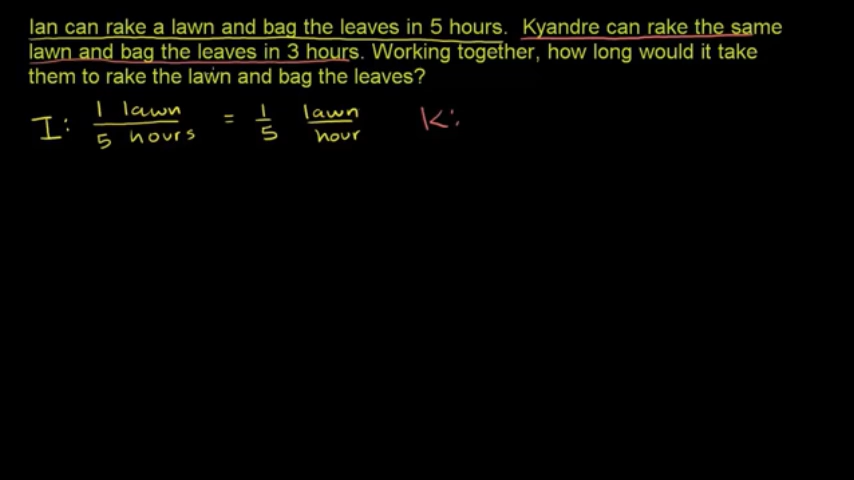 Ian can rake a lawn and bag the leaves in 5 hours. Kyandre can rake the same
lawn and bag the leaves in 3 hours. Working together, how long would it take
them to rake the lawn and bag the leaves?
I: 1 lawn / 5 hours = 1/5 lawn / hour K: